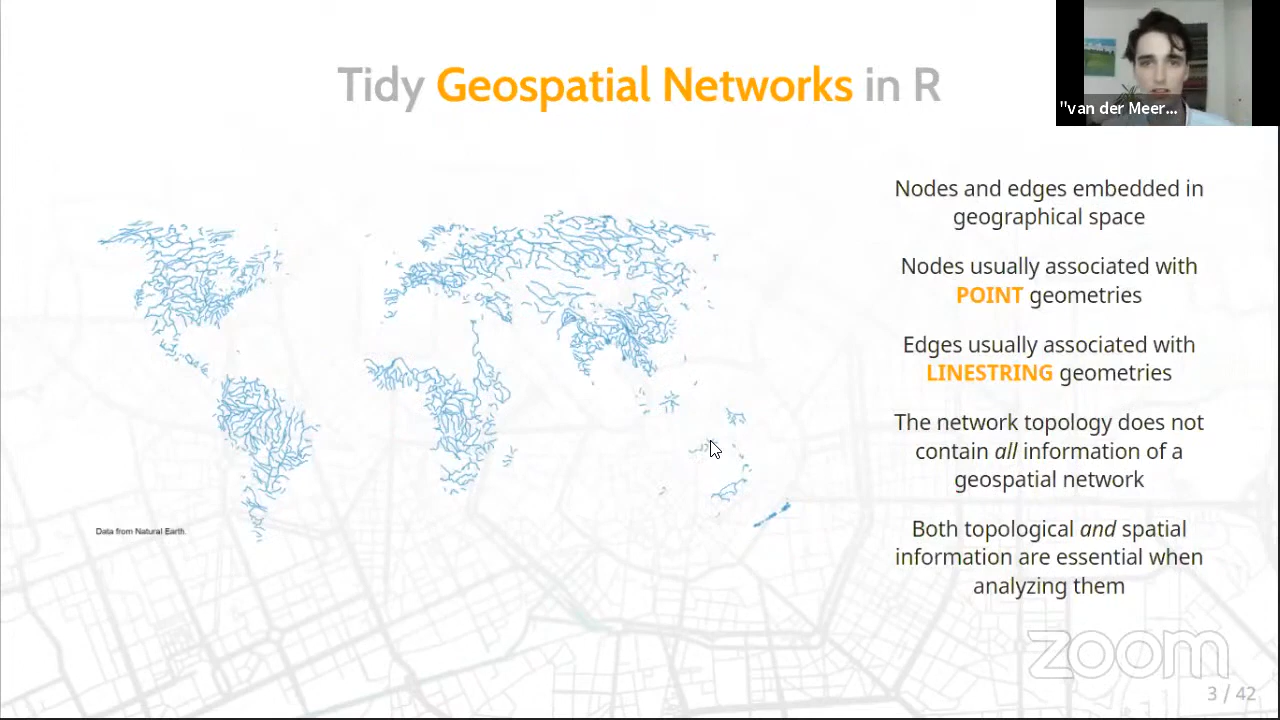 Tidy Geospatial Networks in R
"van der Meer...
Nodes and edges embedded in
geographical space
Nodes usually associated with
POINT geometries
Edges usually associated with
LINESTRING geometries
The network topology does not
contain all information of a
geospatial network
Both topological and spatial
information are essential when
analyzing them
Data from Natural Earth
zoom
3 / 42